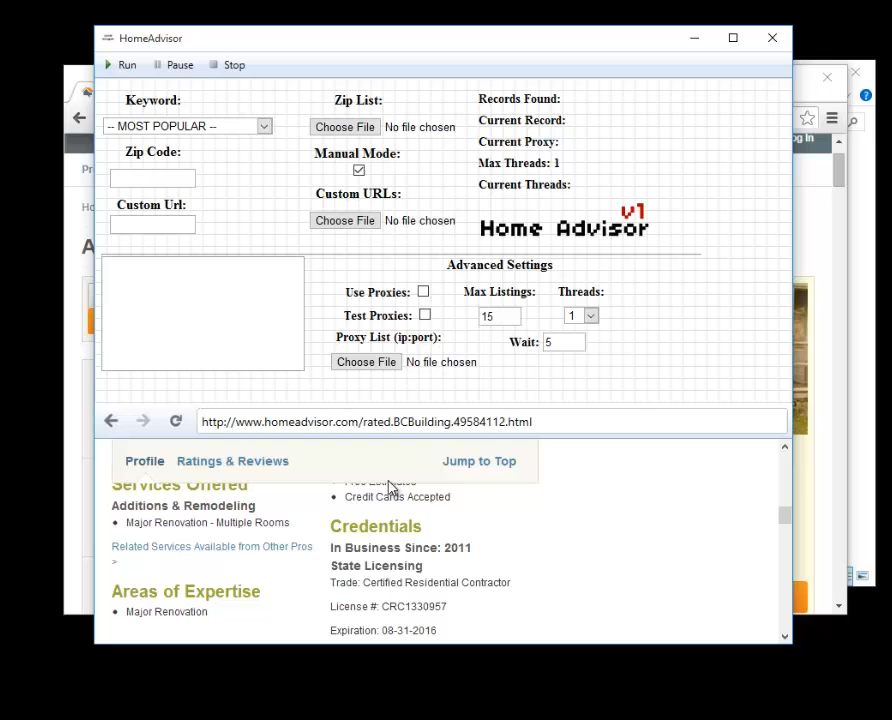 HomeAdvisor
Run Pause Stop
Keyword:
-- MOST POPULAR --
Zip Code:
Custom Url:
Zip List:
Choose File No file chosen
Manual Mode:
Custom URLs:
Choose File No file chosen
Records Found:
Current Record:
Current Proxy:
Max Threads: 1
Current Threads:
v1
Home Advisor
Advanced Settings
Use Proxies:
Test Proxies:
Max Listings:
15
Threads:
1
Proxy List (ip:port):
Choose File No file chosen
Wait: 5
http://www.homeadvisor.com/rated.BCBuilding.49584112.html
Profile Ratings & Reviews Jump to Top
Services Offered
Additions & Remodeling
Major Renovation - Multiple Rooms
Related Services Available from Other Pros
>
Areas of Expertise
Major Renovation
Free Estimates
Credit Cards Accepted
Credentials
In Business Since: 2011
State Licensing
Trade: Certified Residential Contractor
License #: CRC1330957
Expiration: 08-31-2016